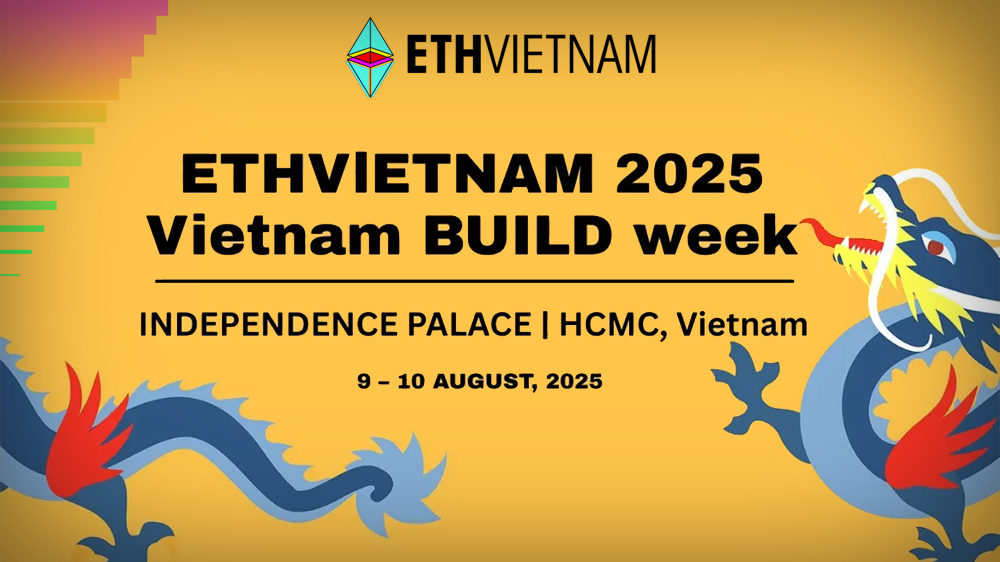 ETHVIETNAM
ETHVIETNAM 2025
Vietnam BUILD week
INDEPENDENCE PALACE | HCMC, Vietnam
9 – 10 AUGUST, 2025